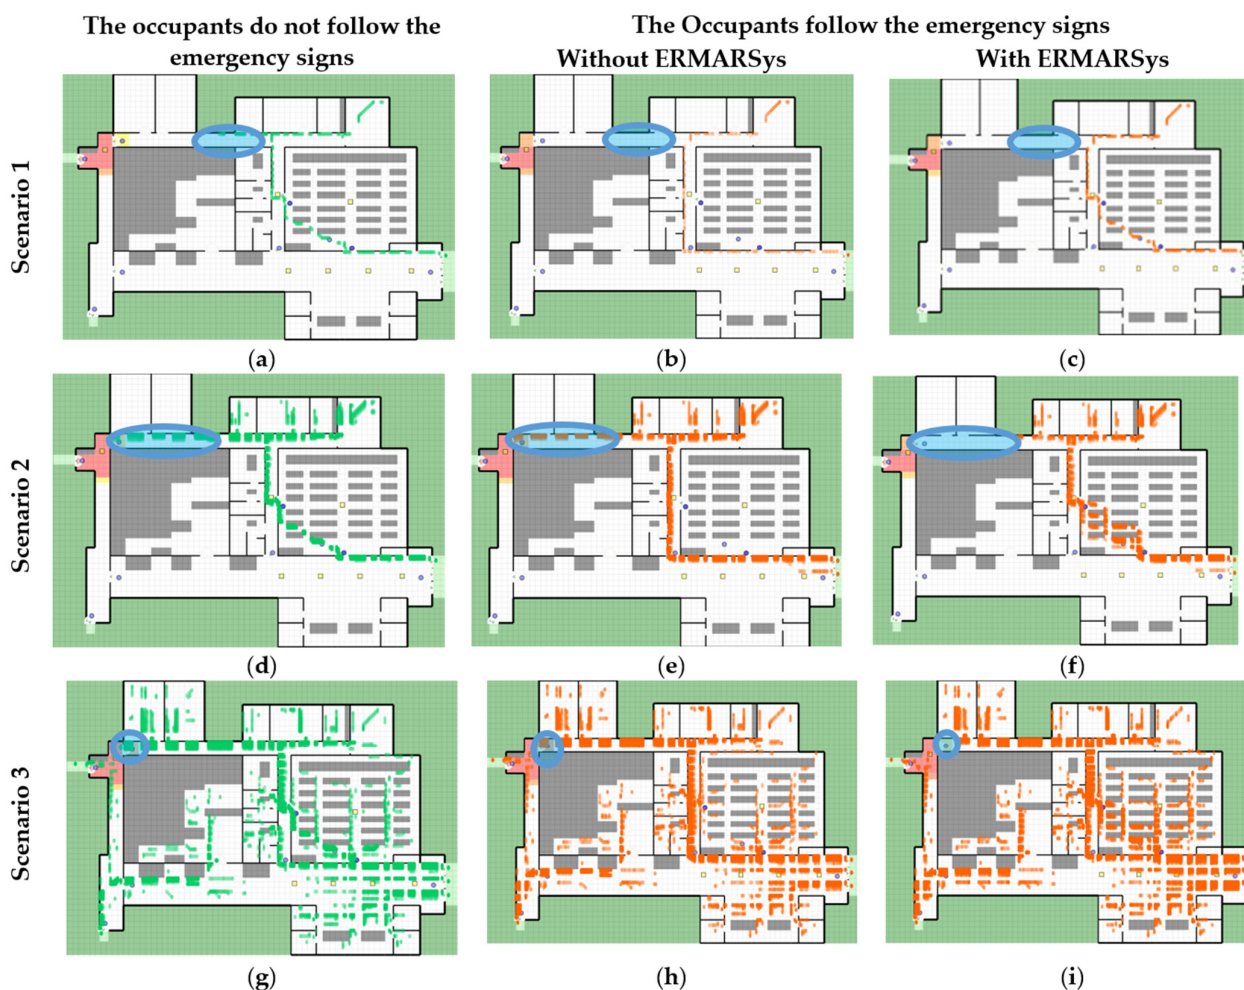 The occupants do not follow the
emergency signs
The Occupants follow the emergency signs
Without ERMARSys
With ERMARSys
Scenario 1
(a)
(b)
(c)
Scenario 2
(d)
(e)
(f)
Scenario 3
(g)
(h)
(i)